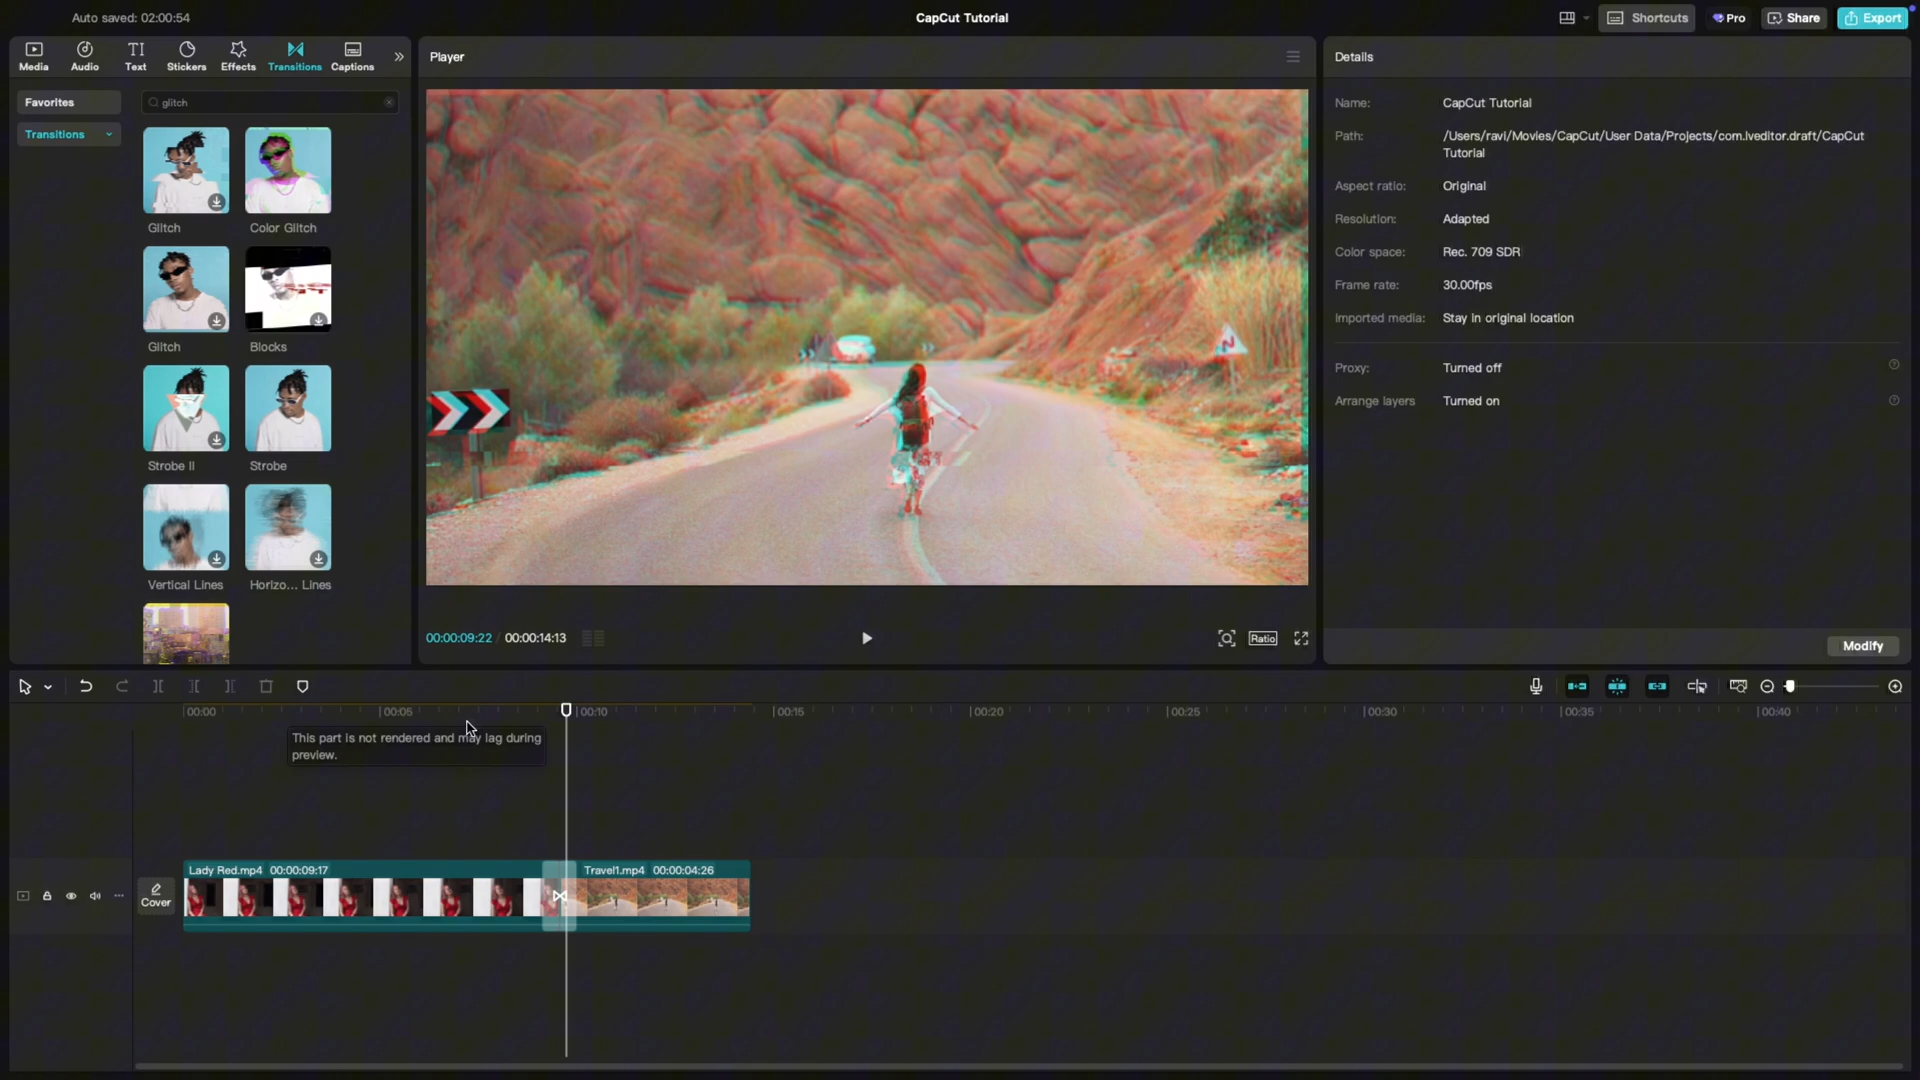 Auto saved: 02:00:54
CapCut Tutorial
Shortcuts
Pro
Share
Export
Media
Audio
Text
Stickers
Effects
Transitions
Captions
Player
Details
Favorites
glitch
Transitions
Glitch
Color Glitch
Glitch
Blocks
Strobe II
Strobe
Vertical Lines
Horizo... Lines
Name: CapCut Tutorial
Path: /Users/ravi/Movies/CapCut/User Data/Projects/com.lveditor.draft/CapCut
Tutorial
Aspect ratio: Original
Resolution: Adapted
Color space: Rec. 709 SDR
Frame rate: 30.00fps
Imported media: Stay in original location
Proxy: Turned off
Arrange layers Turned on
00:00:09:22 / 00:00:14:13
Ratio
Modify
00:00
00:05
00:10
00:15
00:20
00:25
00:30
00:35
00:40
This part is not rendered and may lag during
preview.
Lady Red.mp4 00:00:09:17
Travel1.mp4 00:00:04:26
Cover